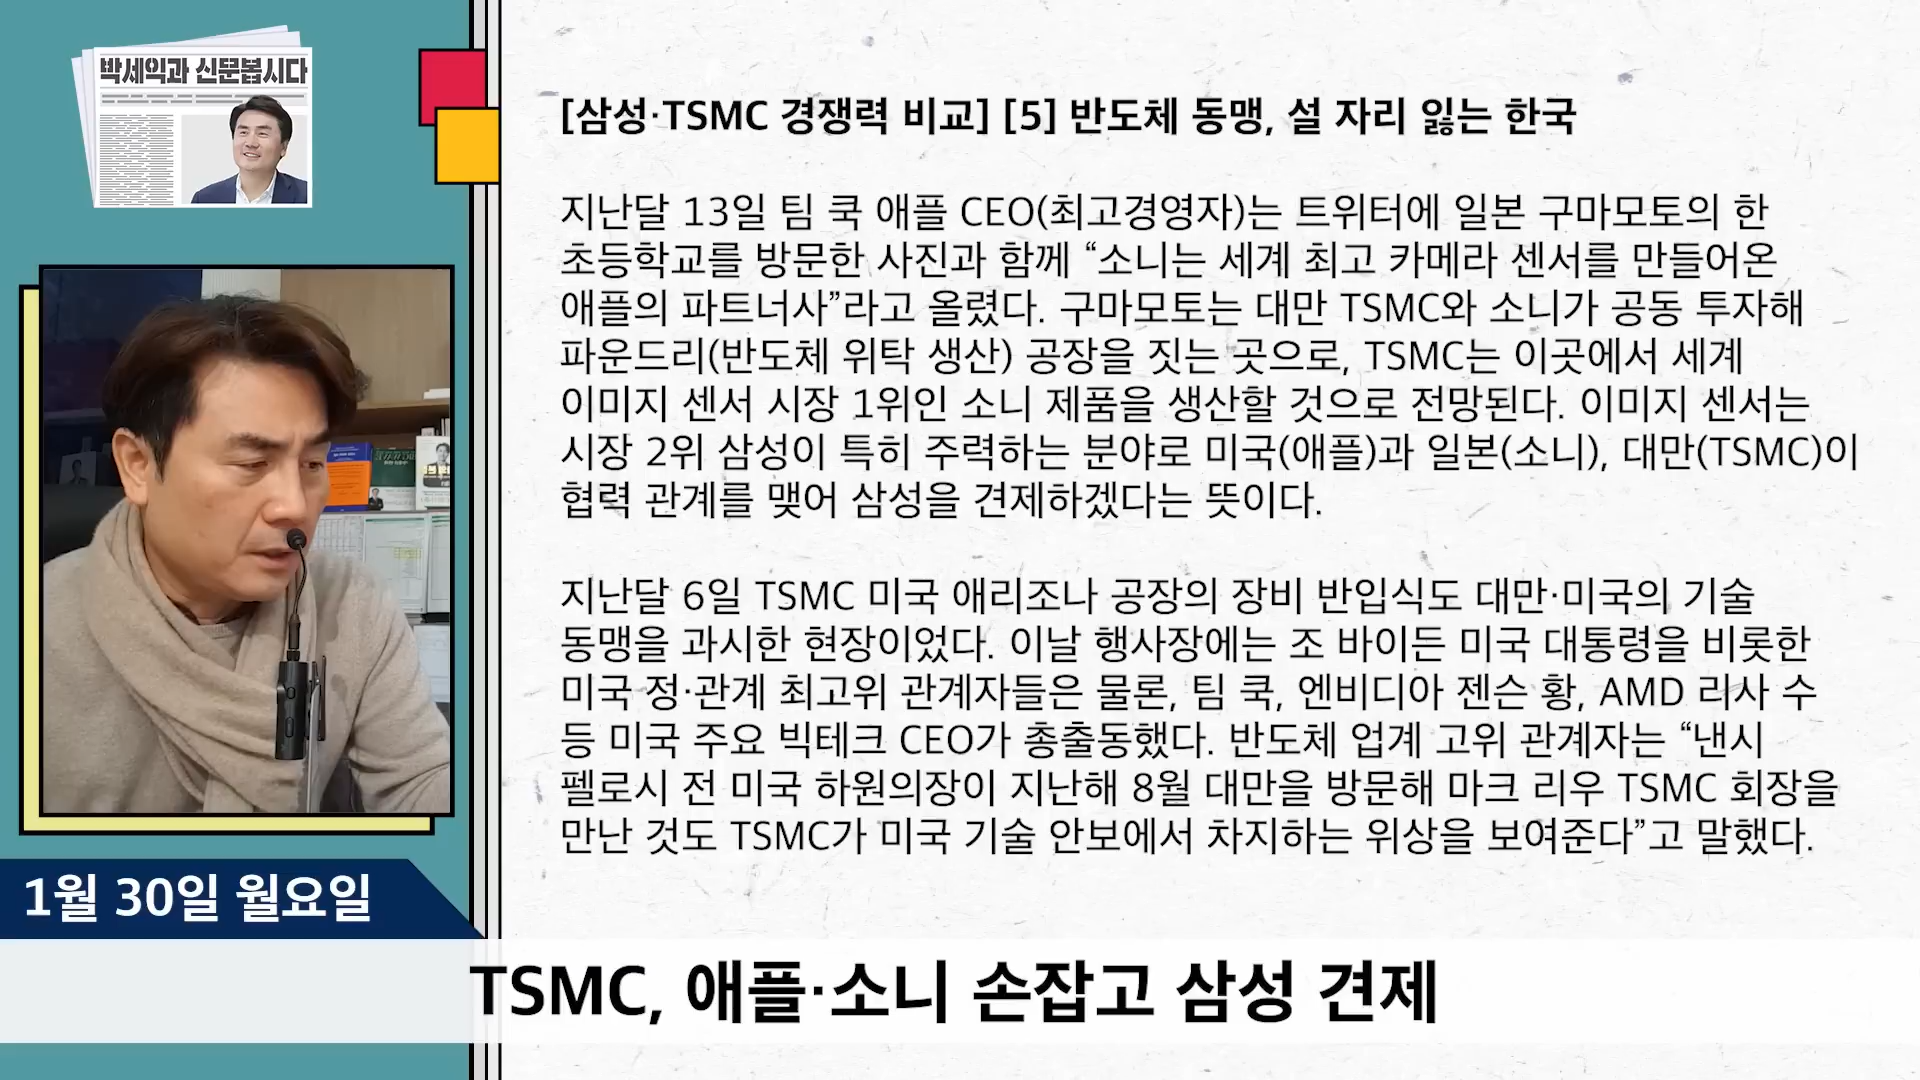 박세익과 신문봅시다
[삼성·TSMC 경쟁력 비교] [5] 반도체 동맹, 설 자리 잃는 한국
지난달 13일 팀 쿡 애플 CEO(최고경영자)는 트위터에 일본 구마모토의 한
초등학교를 방문한 사진과 함께 “소니는 세계 최고 카메라 센서를 만들어온
애플의 파트너사”라고 올렸다. 구마모토는 대만 TSMC와 소니가 공동 투자해
파운드리(반도체 위탁 생산) 공장을 짓는 곳으로, TSMC는 이곳에서 세계
이미지 센서 시장 1위인 소니 제품을 생산할 것으로 전망된다. 이미지 센서는
시장 2위 삼성이 특히 주력하는 분야로 미국(애플)과 일본(소니), 대만(TSMC)이
협력 관계를 맺어 삼성을 견제하겠다는 뜻이다.
지난달 6일 TSMC 미국 애리조나 공장의 장비 반입식도 대만·미국의 기술
동맹을 과시한 현장이었다. 이날 행사장에는 조 바이든 미국 대통령을 비롯한
미국 정·관계 최고위 관계자들은 물론, 팀 쿡, 엔비디아 젠슨 황, AMD 리사 수
등 미국 주요 빅테크 CEO가 총출동했다. 반도체 업계 고위 관계자는 “낸시
펠로시 전 미국 하원의장이 지난해 8월 대만을 방문해 마크 리우 TSMC 회장을
만난 것도 TSMC가 미국 기술 안보에서 차지하는 위상을 보여준다”고 말했다.
1월 30일 월요일
TSMC, 애플·소니 손잡고 삼성 견제